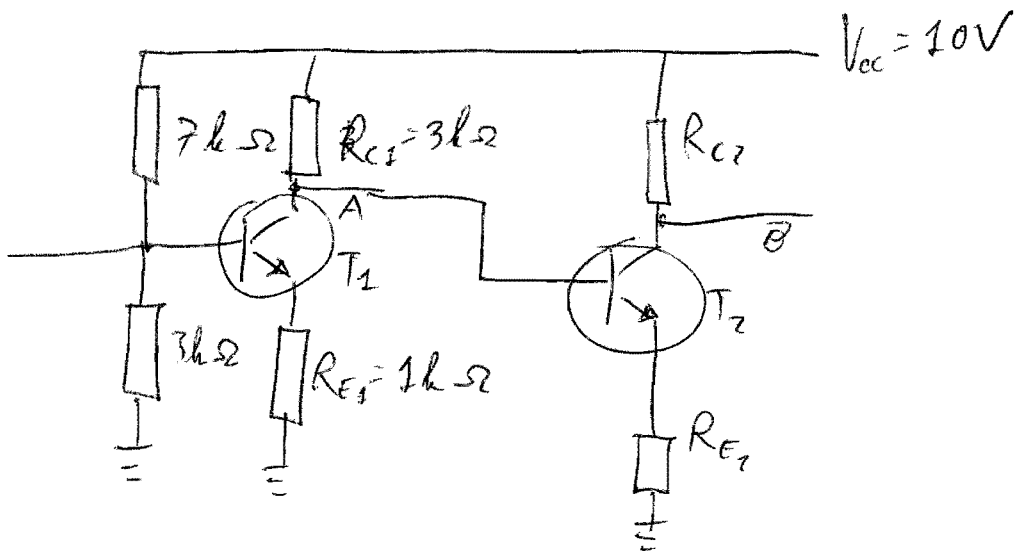 Vcc = 10V
7kΩ
RC1 = 3kΩ
RC2
A
B
T1
T2
3kΩ
RE1 = 1kΩ
RE2